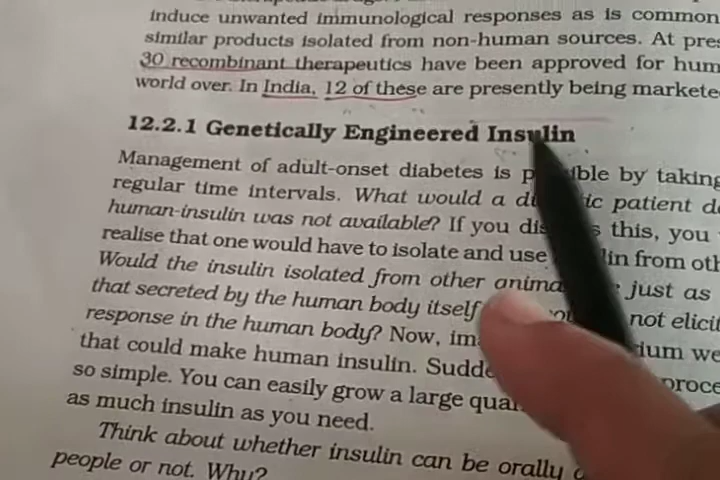 induce unwanted immunological responses as is common
similar products isolated from non-human sources. At pres
30 recombinant therapeutics have been approved for hum
world over. In India, 12 of these are presently being markete
12.2.1 Genetically Engineered Insulin
Management of adult-onset diabetes is p ible by taking
regular time intervals. What would a di ic patient d
human-insulin was not available? If you dis s this, you
realise that one would have to isolate and use lin from oth
Would the insulin isolated from other anima just as
that secreted by the human body itself not elicit
response in the human body? Now, im ium we
that could make human insulin. Sudde proce
so simple. You can easily grow a large quan
as much insulin as you need.
Think about whether insulin can be orally
people or not. Why?